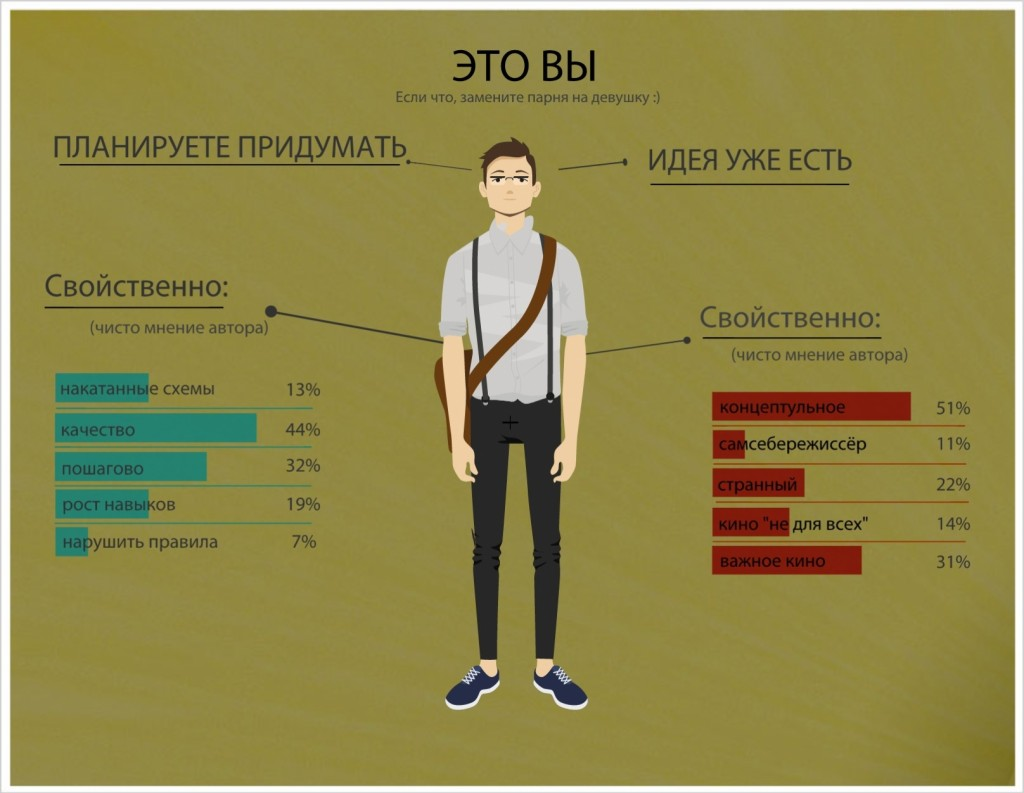 ЭТО ВЫ
Если что, замените парня на девушку :)
ПЛАНИРУЕТЕ ПРИДУМАТЬ
ИДЕЯ УЖЕ ЕСТЬ
Свойственно:
(чисто мнение автора)
накатанные схемы 13%
качество 44%
пошагово 32%
рост навыков 19%
нарушить правила 7%
Свойственно:
(чисто мнение автора)
концептульное 51%
самсебережиссёр 11%
странный 22%
кино "не для всех" 14%
важное кино 31%